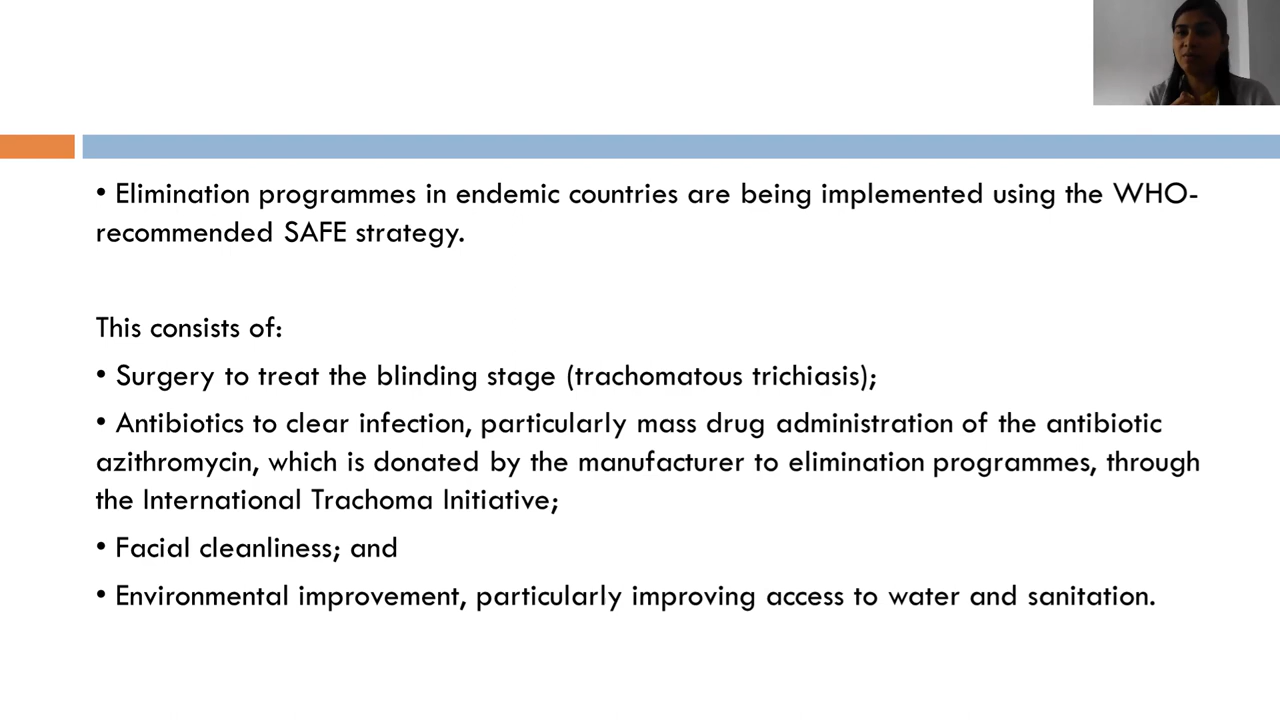 • Elimination programmes in endemic countries are being implemented using the WHO-
recommended SAFE strategy.
This consists of:
• Surgery to treat the blinding stage (trachomatous trichiasis);
• Antibiotics to clear infection, particularly mass drug administration of the antibiotic
azithromycin, which is donated by the manufacturer to elimination programmes, through
the International Trachoma Initiative;
• Facial cleanliness; and
• Environmental improvement, particularly improving access to water and sanitation.